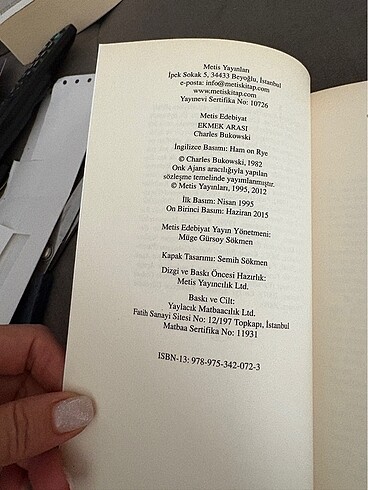 Metis Yayınları
İpek Sokak 5, 34433 Beyoğlu, İstanbul
e-posta: info@metiskitap.com
www.metiskitap.com
Yayınevi Sertifika No: 10726
Metis Edebiyat
EKMEK ARASI
Charles Bukowski
İngilizce Basımı: Ham on Rye
© Charles Bukowski, 1982
Onk Ajans aracılığıyla yapılan
sözleşme temelinde yayımlanmıştır.
© Metis Yayınları, 1995, 2012
İlk Basım: Nisan 1995
On Birinci Basım: Haziran 2015
Metis Edebiyat Yayın Yönetmeni:
Müge Gürsoy Sökmen
Kapak Tasarımı: Semih Sökmen
Dizgi ve Baskı Öncesi Hazırlık:
Metis Yayıncılık Ltd.
Baskı ve Cilt:
Yaylacık Matbaacılık Ltd.
Fatih Sanayi Sitesi No: 12/197 Topkapı, İstanbul
Matbaa Sertifika No: 11931
ISBN-13: 978-975-342-072-3